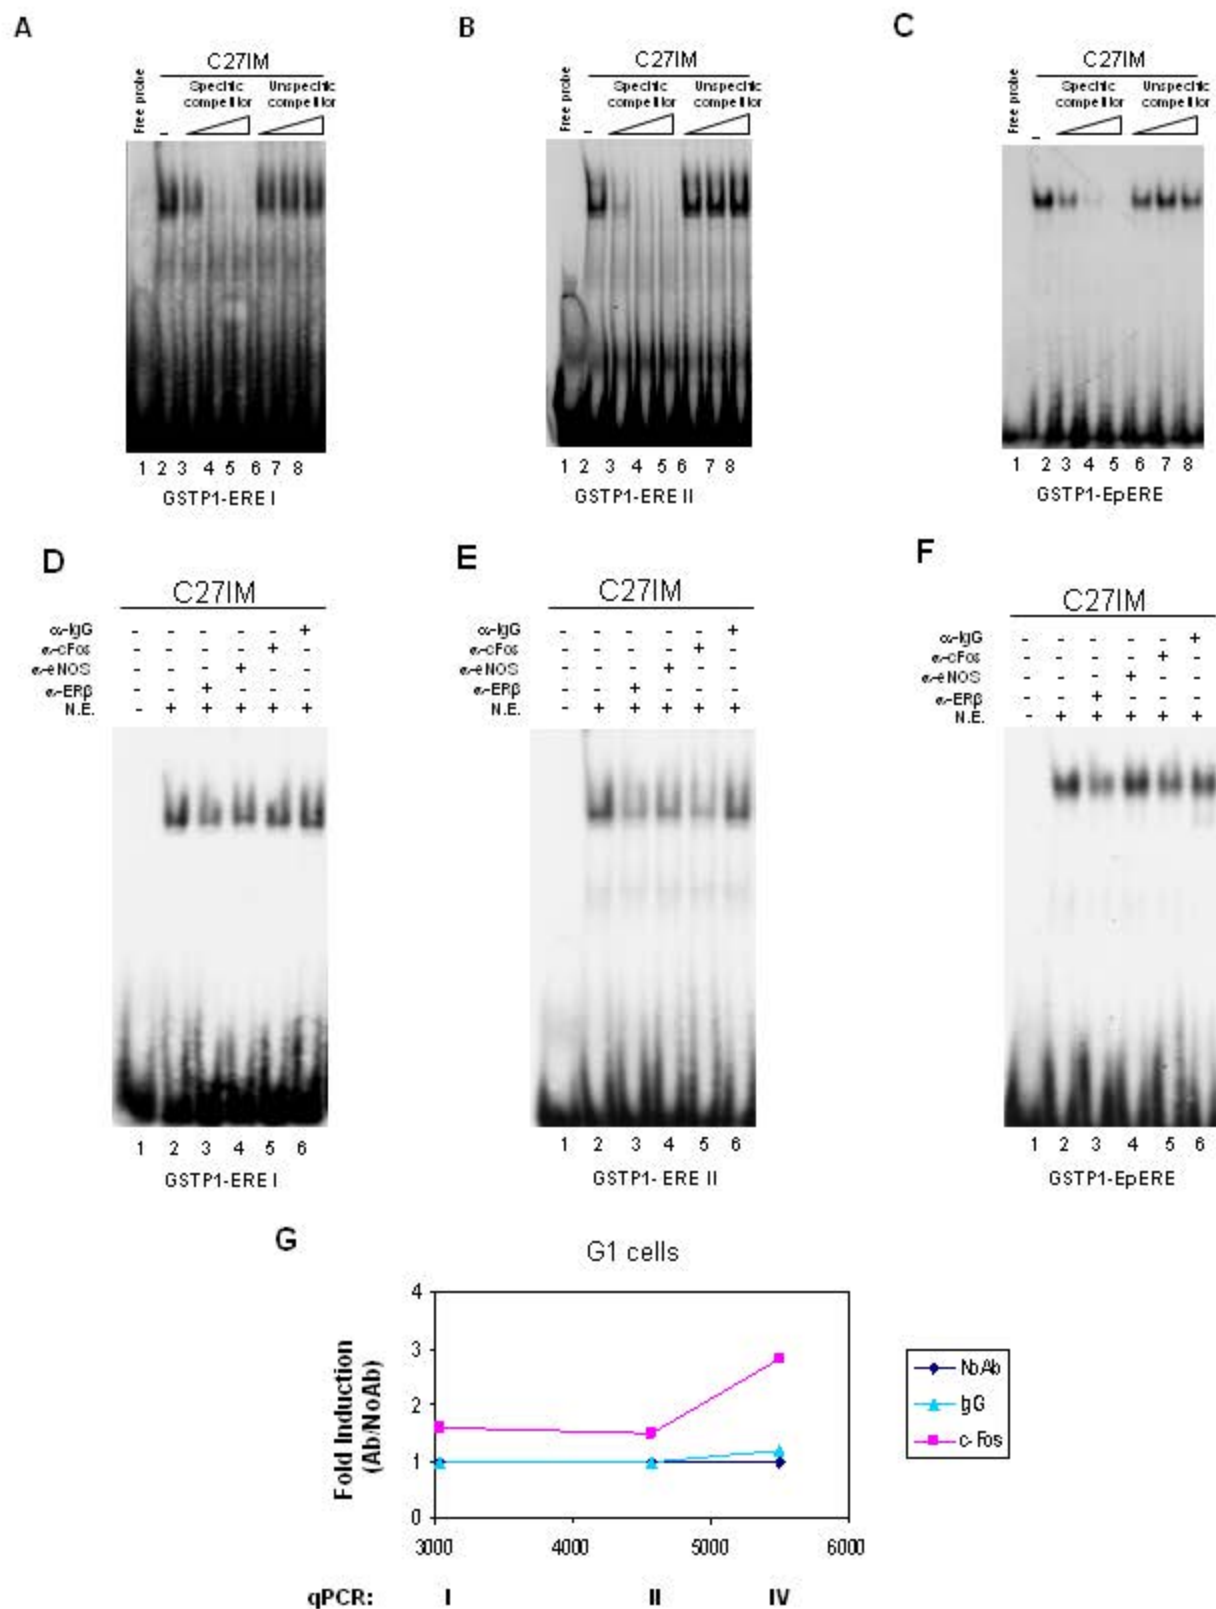 A
C27IM
Free probe
Specific competitor
Unspecific competitor
–
1 2 3 4 5 6 7 8
GSTP1-ERE I
B
C27IM
Free probe
Specific competitor
Unspecific competitor
–
1 2 3 4 5 6 7 8
GSTP1-ERE II
C
C27IM
Free probe
Specific competitor
Unspecific competitor
–
1 2 3 4 5 6 7 8
GSTP1-EpERE
D
C27IM
α-IgG - - - - - +
α-cFos - - - - + -
α-eNOS - - - + - -
α-ERβ - - + - - -
N.E. - + + + + +
1 2 3 4 5 6
GSTP1-ERE I
E
C27IM
α-IgG - - - - - +
α-cFos - - - - + -
α-eNOS - - - + - -
α-ERβ - - + - - -
N.E. - + + + + +
1 2 3 4 5 6
GSTP1- ERE II
F
C27IM
α-IgG - - - - - +
α-cFos - - - - + -
α-eNOS - - - + - -
α-ERβ - - + - - -
N.E. - + + + + +
1 2 3 4 5 6
GSTP1-EpERE
G
G1 cells
Fold Induction
(Ab/NoAb)
4
3
2
1
0
3000 4000 5000 6000
NoAb
IgG
c-Fos
qPCR: I II IV